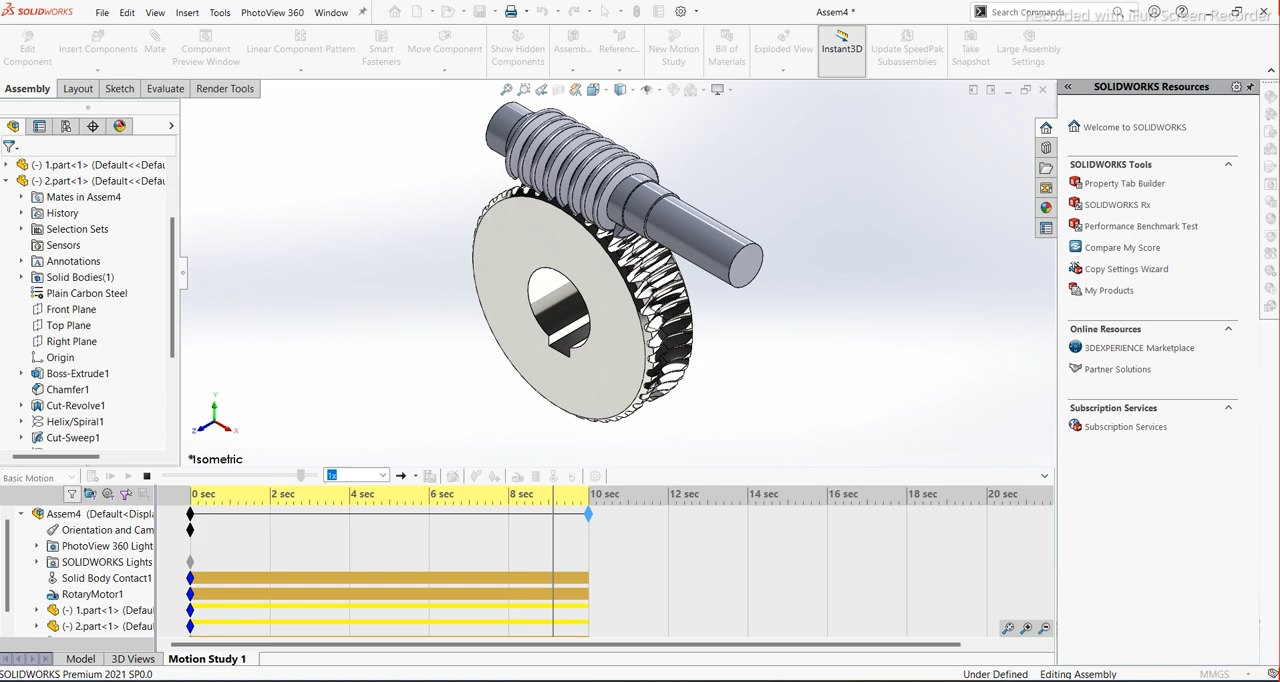 SOLIDWORKS File Edit View Insert Tools PhotoView 360 Window Assem4 * Search Commands
Recorded with iFun Screen Recorder
Edit Component Insert Components Mate Component Preview Window Linear Component Pattern Smart Fasteners Move Component Show Hidden Components Assemb... Referenc... New Motion Study Bill of Materials Exploded View Instant3D Update SpeedPak Subassemblies Take Snapshot Large Assembly Settings
Assembly Layout Sketch Evaluate Render Tools
SOLIDWORKS Resources
Welcome to SOLIDWORKS
SOLIDWORKS Tools
Property Tab Builder
SOLIDWORKS Rx
Performance Benchmark Test
Compare My Score
Copy Settings Wizard
My Products
Online Resources
3DEXPERIENCE Marketplace
Partner Solutions
Subscription Services
Subscription Services
(-) 1.part<1> (Default<<Defau
(-) 2.part<1> (Default<<Defau
Mates in Assem4
History
Selection Sets
Sensors
Annotations
Solid Bodies(1)
Plain Carbon Steel
Front Plane
Top Plane
Right Plane
Origin
Boss-Extrude1
Chamfer1
Cut-Revolve1
Helix/Spiral1
Cut-Sweep1
Y
Z X
*Isometric
Basic Motion 1x
0 sec 2 sec 4 sec 6 sec 8 sec 10 sec 12 sec 14 sec 16 sec 18 sec 20 sec
Assem4 (Default<Displa
Orientation and Cam
PhotoView 360 Light
SOLIDWORKS Lights
Solid Body Contact1
RotaryMotor1
(-) 1.part<1> (Defaul
(-) 2.part<1> (Defaul
Model 3D Views Motion Study 1
SOLIDWORKS Premium 2021 SP0.0 Under Defined Editing Assembly MMGS